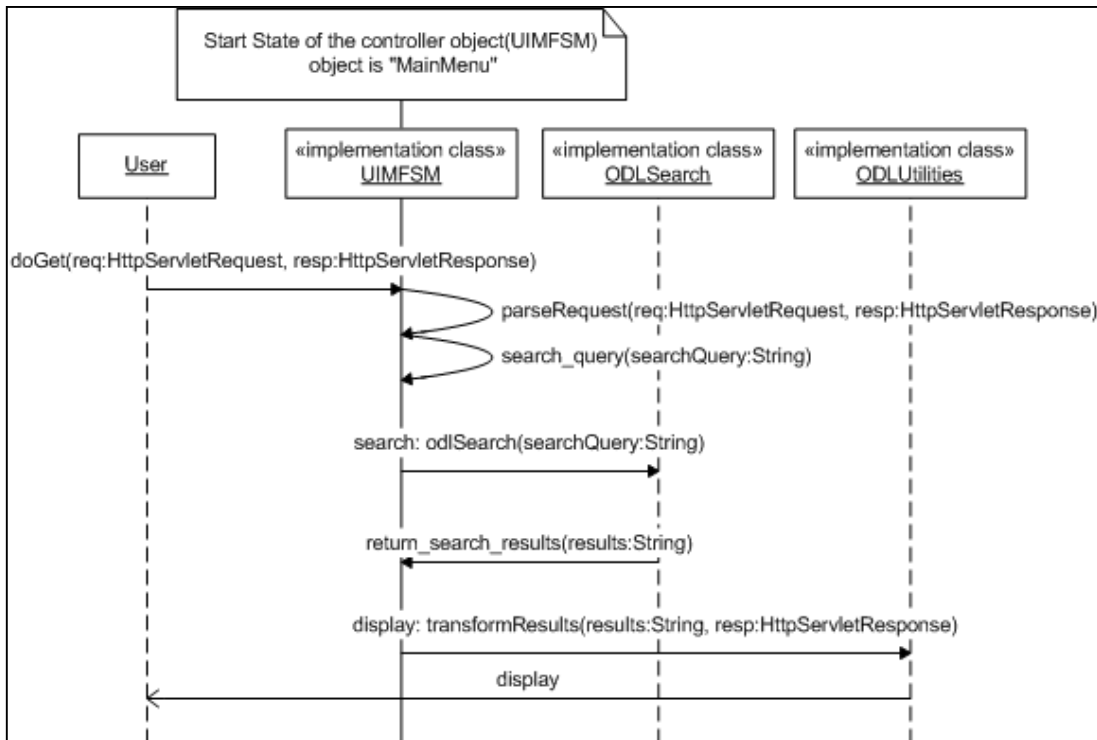 Start State of the controller object(UIMFSM)
object is "MainMenu"
User
«implementation class»
UIMFSM
«implementation class»
ODLSearch
«implementation class»
ODLUtilities
doGet(req:HttpServletRequest, resp:HttpServletResponse)
parseRequest(req:HttpServletRequest, resp:HttpServletResponse)
search_query(searchQuery:String)
search: odlSearch(searchQuery:String)
return_search_results(results:String)
display: transformResults(results:String, resp:HttpServletResponse)
display